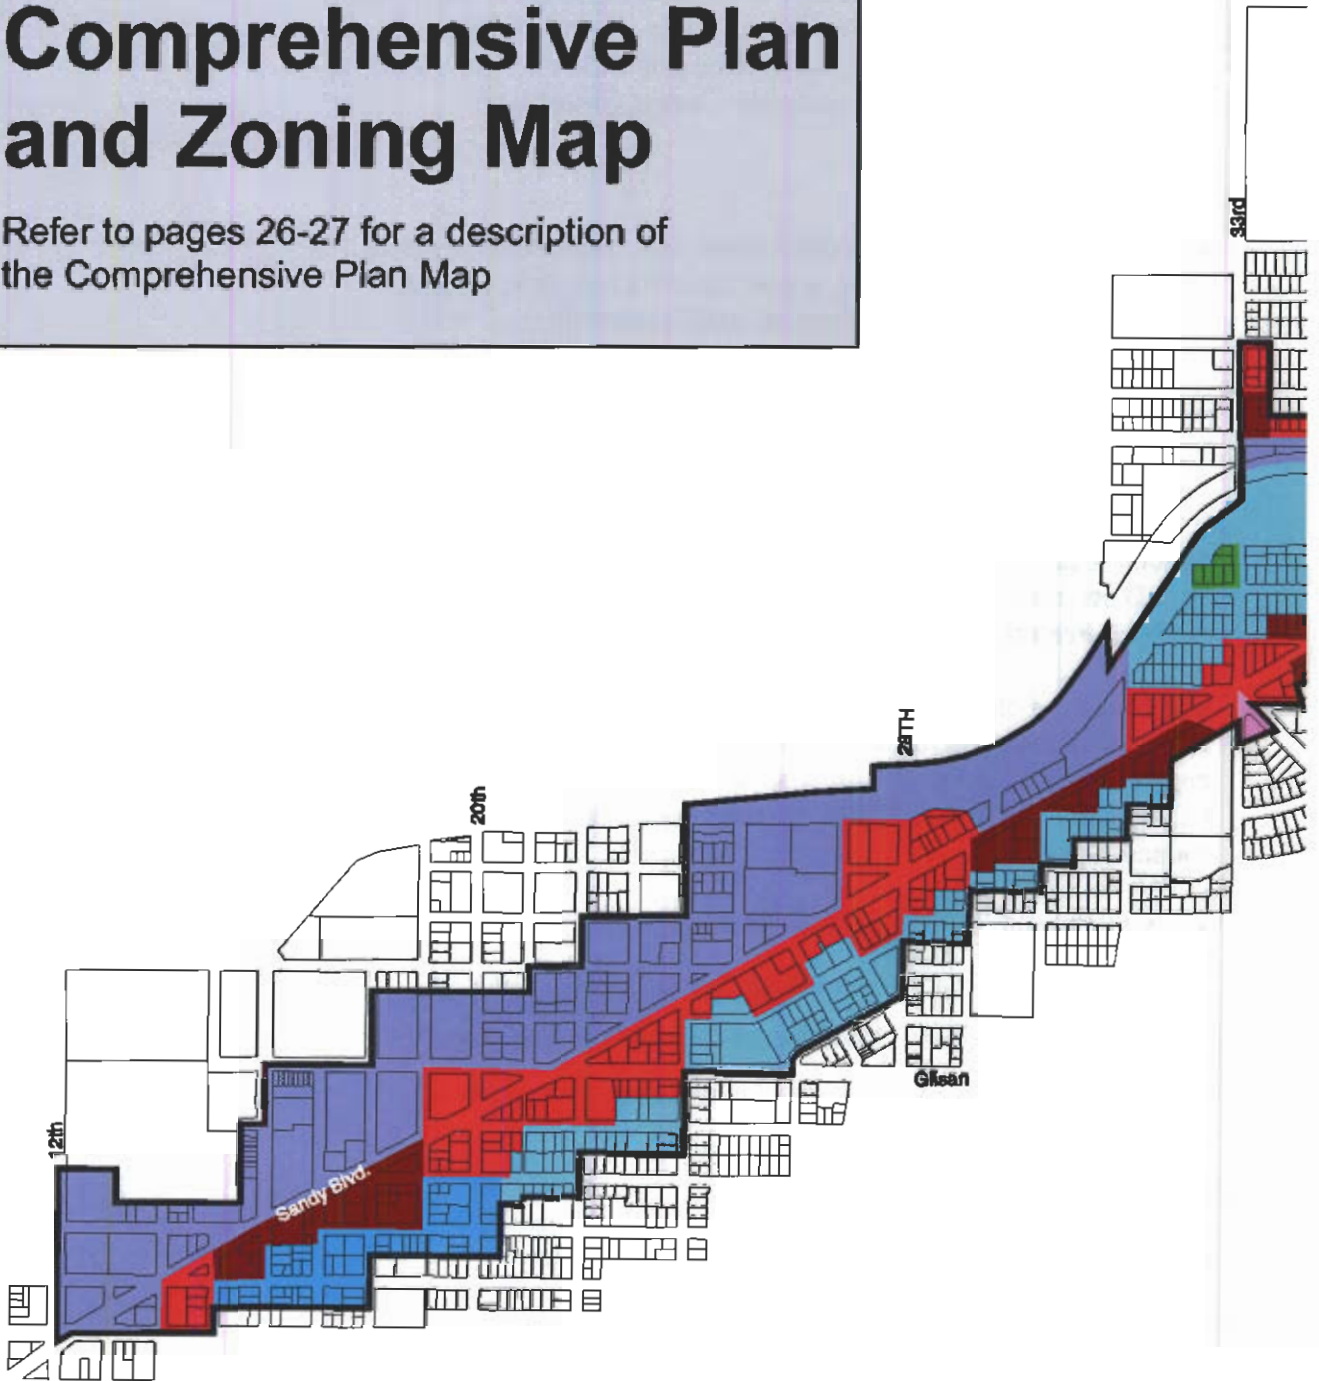 Comprehensive Plan
and Zoning Map
Refer to pages 26-27 for a description of
the Comprehensive Plan Map
33rd
28TH
20th
Glisan
12th
Sandy Blvd.